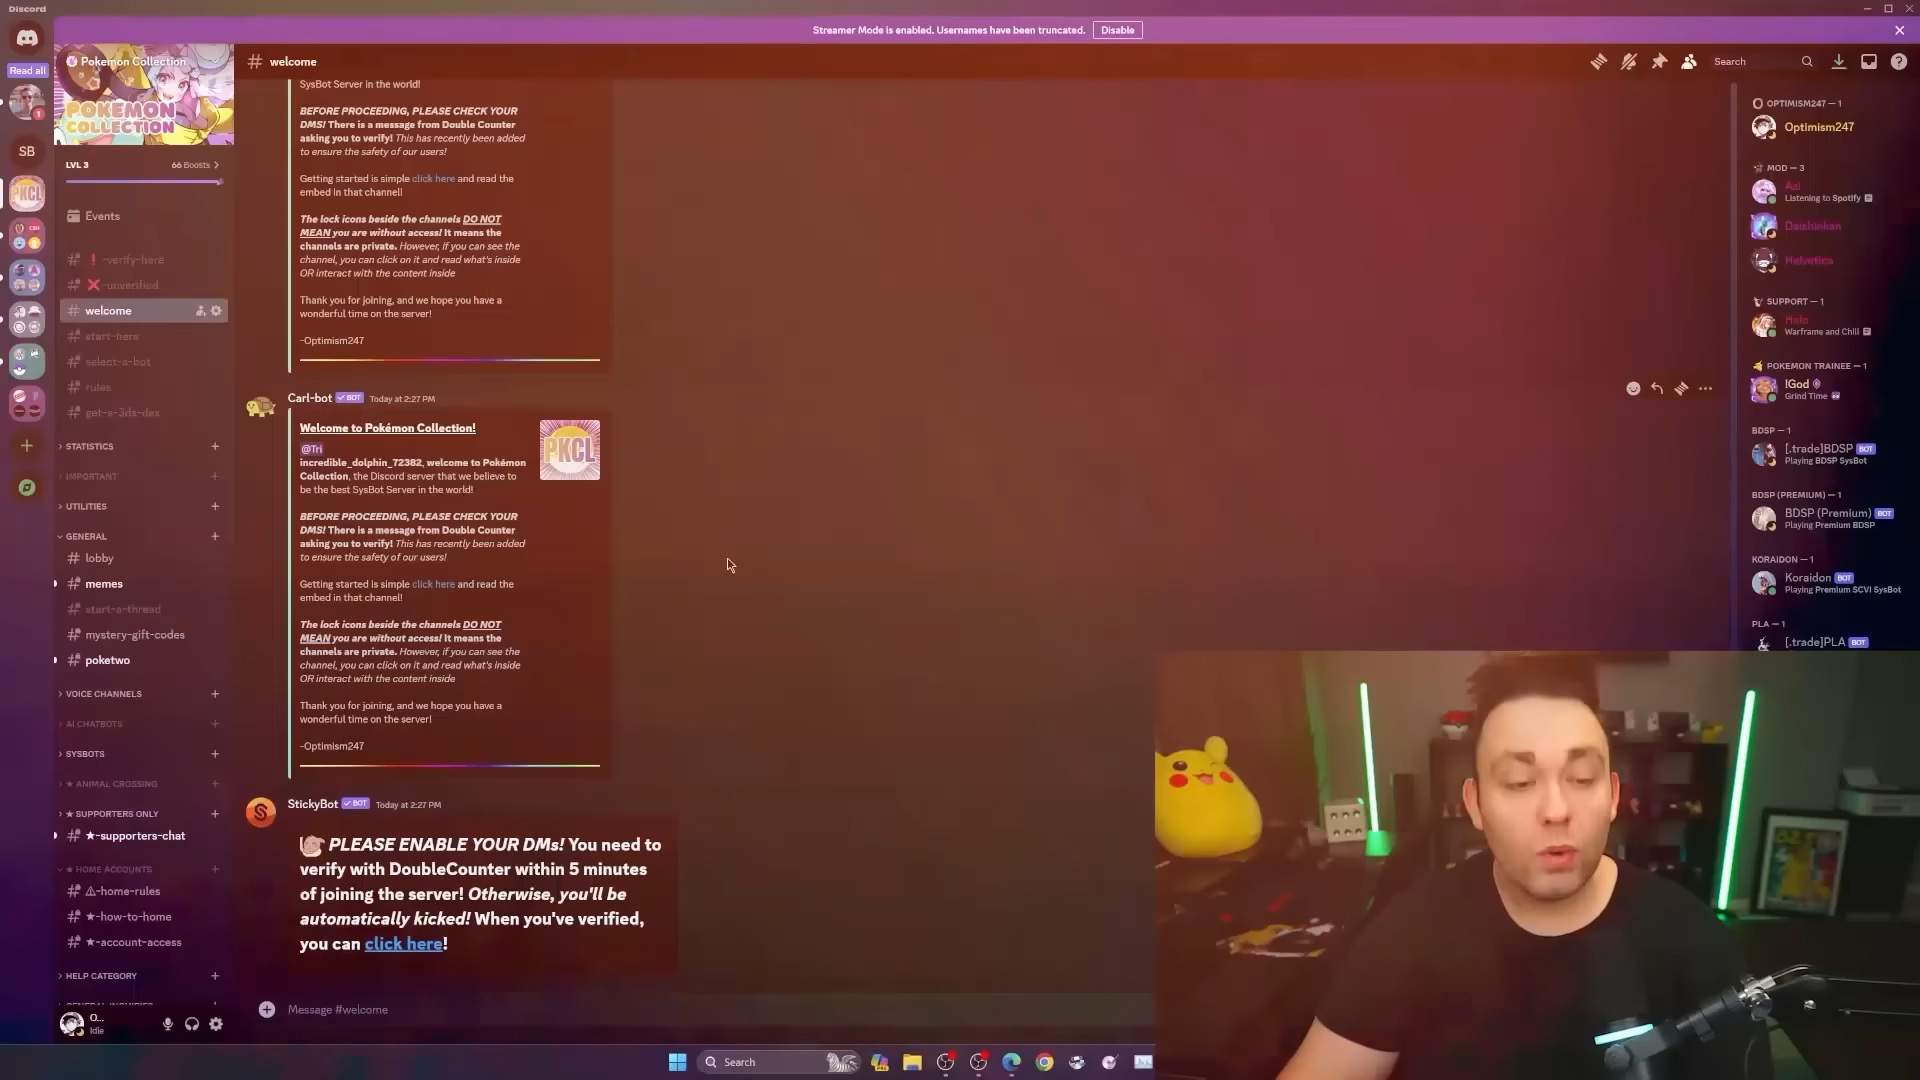 Discord
Streamer Mode is enabled. Usernames have been truncated.
Disable
Read all
Pokemon Collection
POKEMON
COLLECTION
LVL 3
66 Boosts
Events
-verify-here
-unverified
welcome
start-here
select-a-bot
rules
get-a-3ds-dex
STATISTICS
IMPORTANT
UTILITIES
GENERAL
lobby
memes
start-a-thread
mystery-gift-codes
poketwo
VOICE CHANNELS
AI CHATBOTS
SYSBOTS
★ ANIMAL CROSSING
★ SUPPORTERS ONLY
★-supporters-chat
★ HOME ACCOUNTS
⚠-home-rules
★-how-to-home
★-account-access
HELP CATEGORY
GENERAL INQUIRIES
O...
Idle
SB
PKCL
# welcome
Search
SysBot Server in the world!
BEFORE PROCEEDING, PLEASE CHECK YOUR
DMS! There is a message from Double Counter
asking you to verify! This has recently been added
to ensure the safety of our users!
Getting started is simple click here and read the
embed in that channel!
The lock icons beside the channels DO NOT
MEAN you are without access! It means the
channels are private. However, if you can see the
channel, you can click on it and read what's inside
OR interact with the content inside
Thank you for joining, and we hope you have a
wonderful time on the server!
-Optimism247
Carl-bot ✓ BOT Today at 2:27 PM
Welcome to Pokémon Collection!
@Tri
incredible_dolphin_72382, welcome to Pokémon
Collection, the Discord server that we believe to
be the best SysBot Server in the world!
PKCL
BEFORE PROCEEDING, PLEASE CHECK YOUR
DMS! There is a message from Double Counter
asking you to verify! This has recently been added
to ensure the safety of our users!
Getting started is simple click here and read the
embed in that channel!
The lock icons beside the channels DO NOT
MEAN you are without access! It means the
channels are private. However, if you can see the
channel, you can click on it and read what's inside
OR interact with the content inside
Thank you for joining, and we hope you have a
wonderful time on the server!
-Optimism247
StickyBot ✓ BOT Today at 2:27 PM
PLEASE ENABLE YOUR DMs! You need to
verify with DoubleCounter within 5 minutes
of joining the server! Otherwise, you'll be
automatically kicked! When you've verified,
you can click here!
Message #welcome
OPTIMISM247 — 1
Optimism247
MOD — 3
Azi
Listening to Spotify
Daishinkan
Helvetica
SUPPORT — 1
Halo
Warframe and Chill
POKEMON TRAINEE — 1
!God
Grind Time
BDSP — 1
[.trade]BDSP BOT
Playing BDSP SysBot
BDSP (PREMIUM) — 1
BDSP (Premium) BOT
Playing Premium BDSP
KORAIDON — 1
Koraidon BOT
Playing Premium SCVI SysBot
PLA — 1
[.trade]PLA BOT
Search